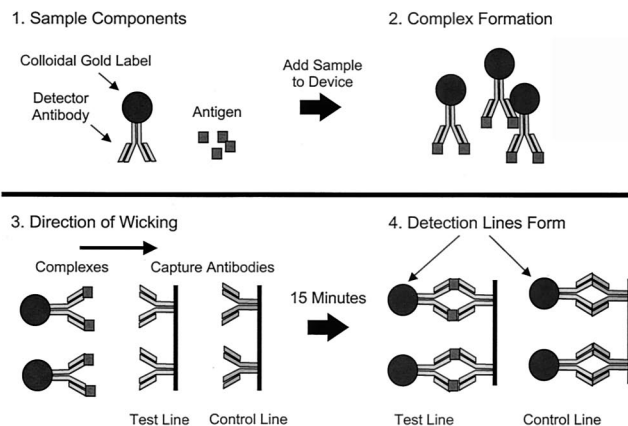 1. Sample Components
Colloidal Gold Label
Detector
Antibody
Antigen
Add Sample
to Device
2. Complex Formation
3. Direction of Wicking
Complexes
Capture Antibodies
Test Line
Control Line
15 Minutes
4. Detection Lines Form
Test Line
Control Line